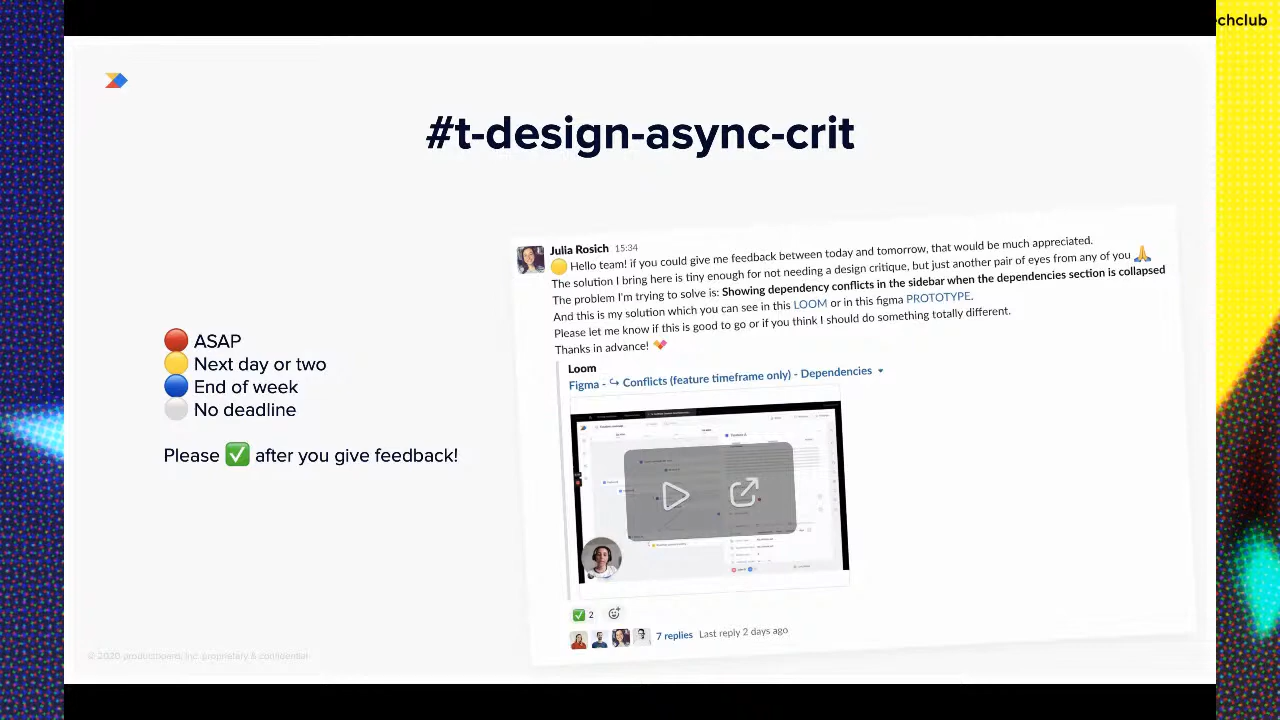 echclub
#t-design-async-crit
🔴 ASAP
🟡 Next day or two
🔵 End of week
⚪ No deadline
Please ✅ after you give feedback!
Julia Rosich 15:34
🟡 Hello team! if you could give me feedback between today and tomorrow, that would be much appreciated.
The solution I bring here is tiny enough for not needing a design critique, but just another pair of eyes from any of you 🙏
The problem I'm trying to solve is: Showing dependency conflicts in the sidebar when the dependencies section is collapsed
And this is my solution which you can see in this LOOM or in this figma PROTOTYPE.
Please let me know if this is good to go or if you think I should do something totally different.
Thanks in advance!
Loom
Figma - ↪ Conflicts (feature timeframe only) - Dependencies
✅ 2
7 replies Last reply 2 days ago
© 2020 productboard, inc. proprietary & confidential